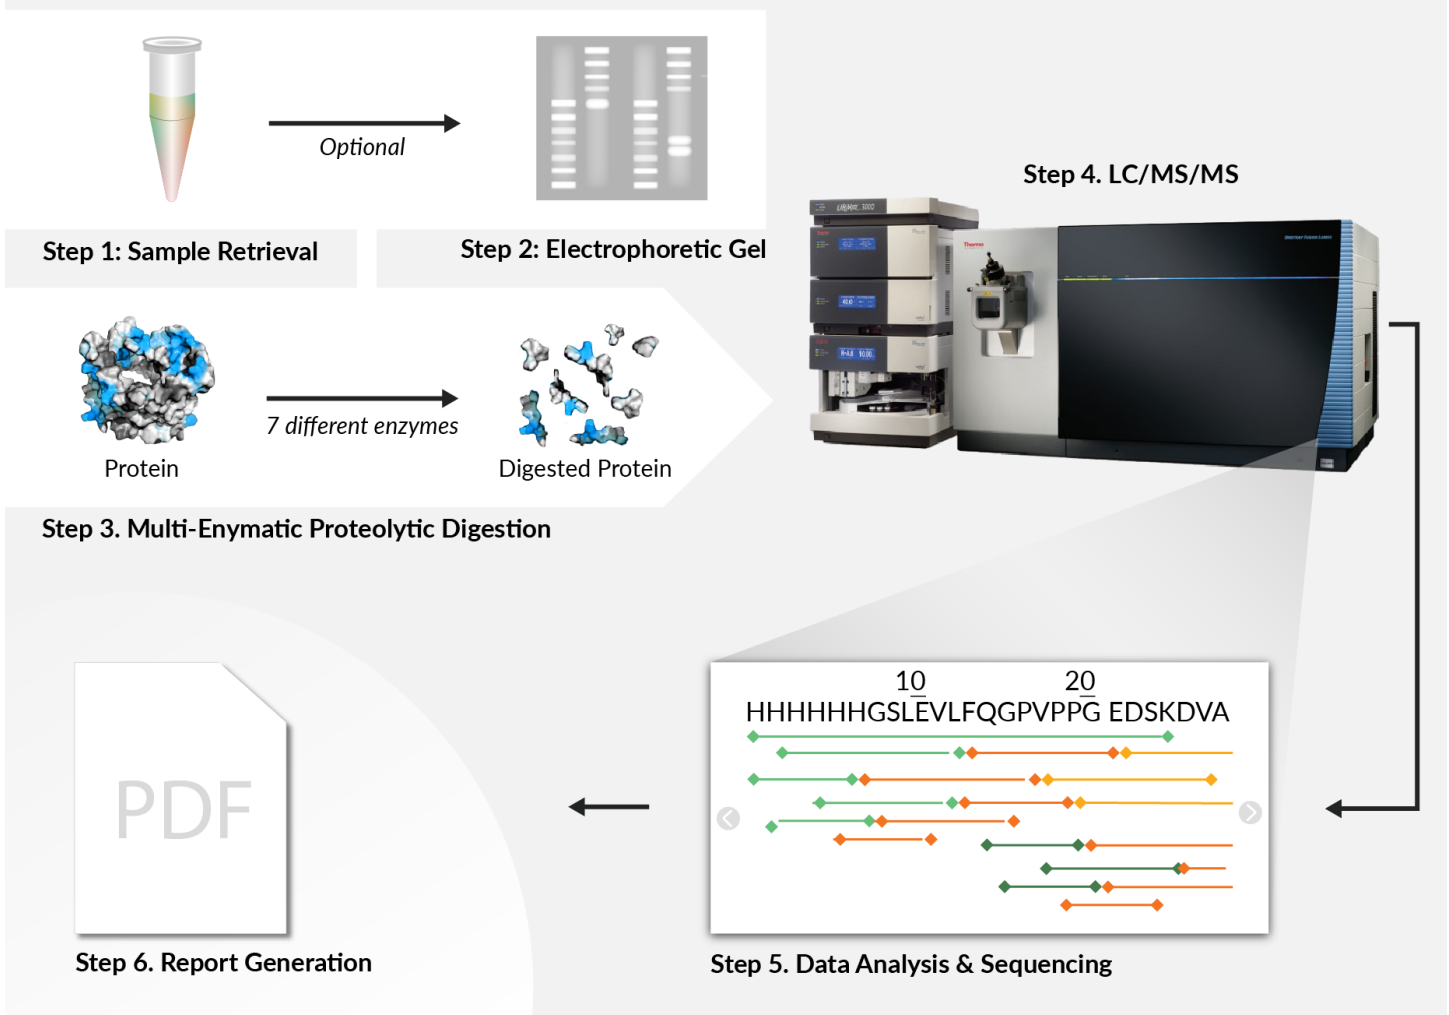 Optional
Step 1: Sample Retrieval
Step 2: Electrophoretic Gel
7 different enzymes
Protein
Digested Protein
Step 3. Multi-Enymatic Proteolytic Digestion
Step 4. LC/MS/MS
Thermo
10 20
HHHHHHGSLEVLFQGPVPPG EDSKDVA
Step 5. Data Analysis & Sequencing
PDF
Step 6. Report Generation